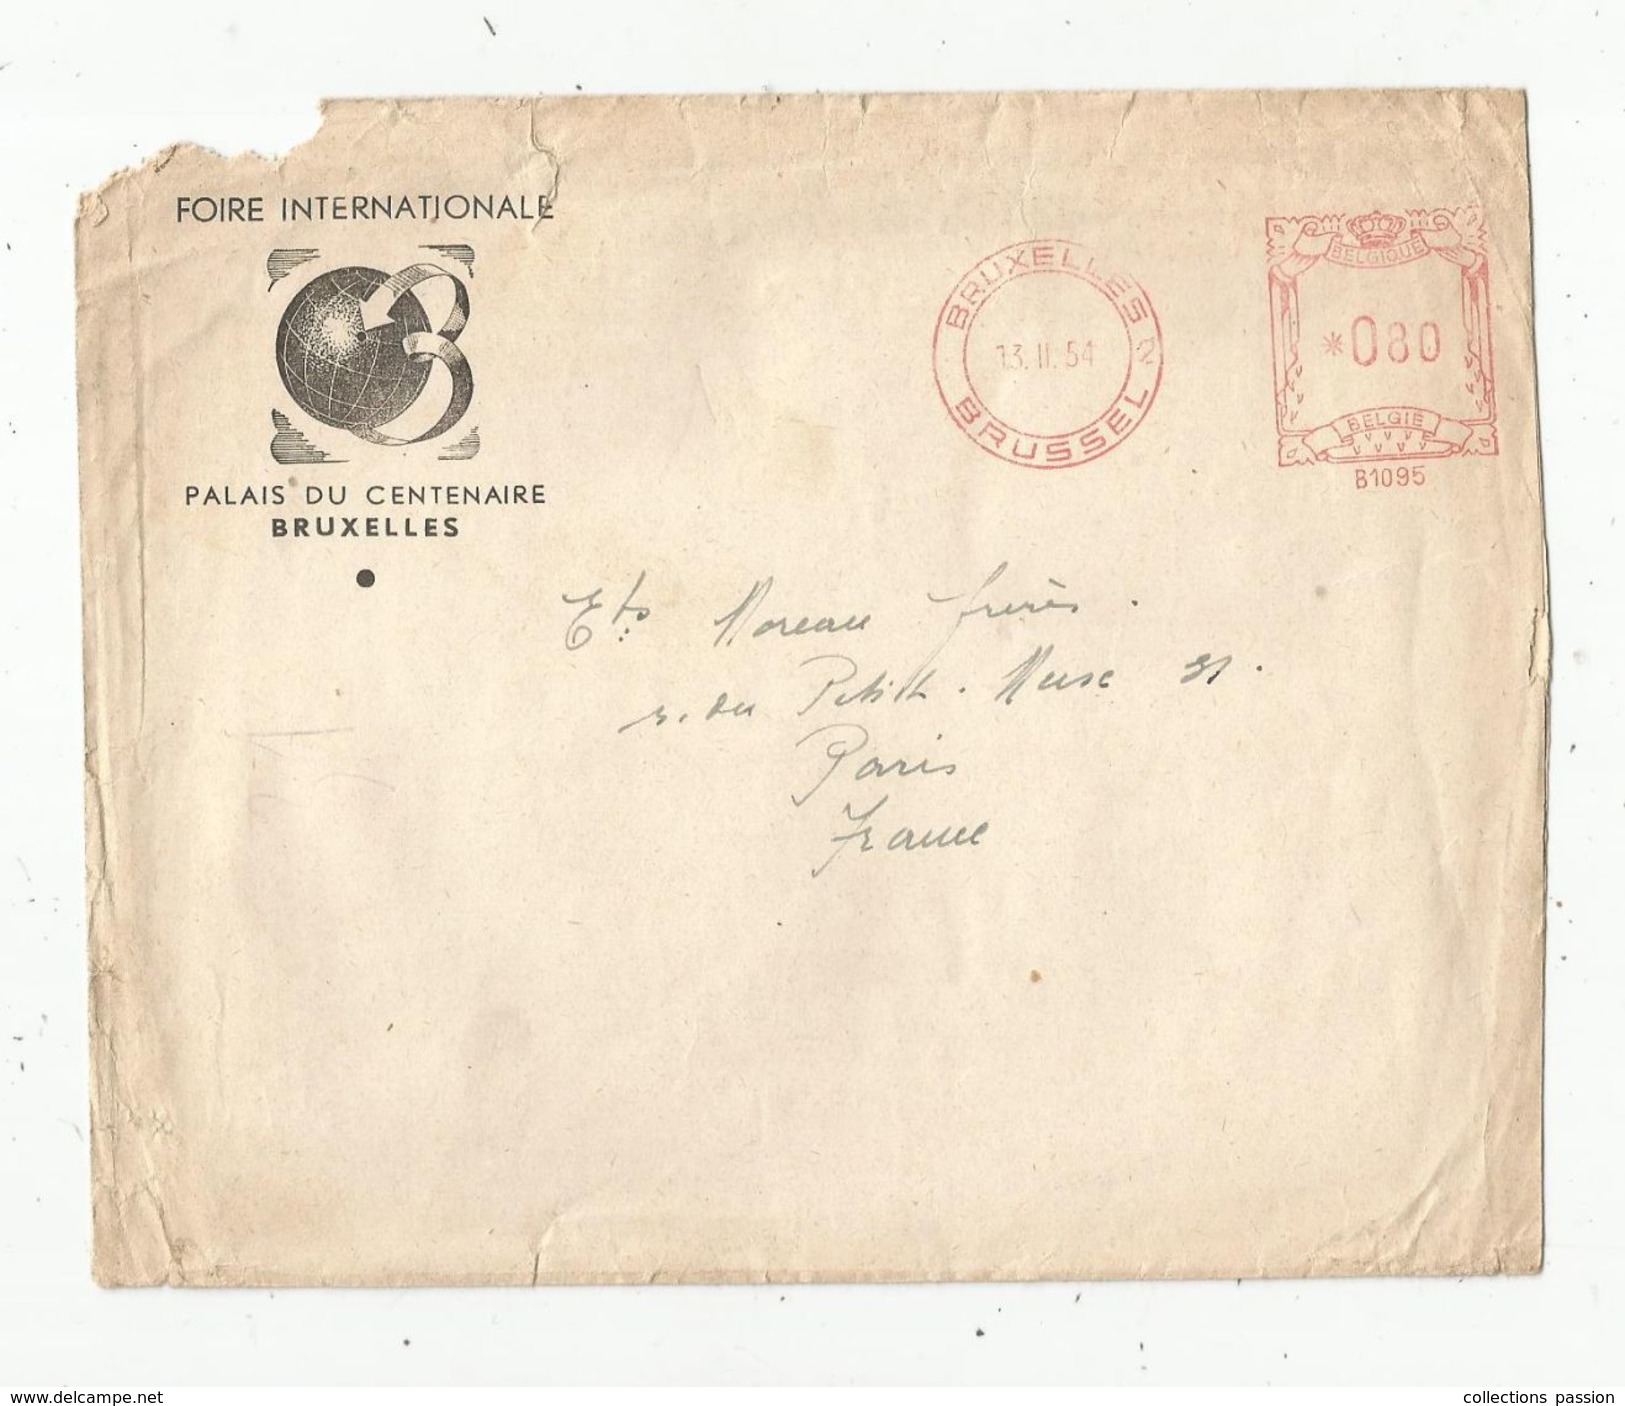 FOIRE INTERNATIONALE
PALAIS DU CENTENAIRE
BRUXELLES
BRUXELLES 2
13.II.54
BRUSSEL
BELGIQUE
*080
BELGIE
B1095
Ets Moreau frères.
r. du Petit. Musc 31.
Paris
France
www.delcampe.net
collections passion